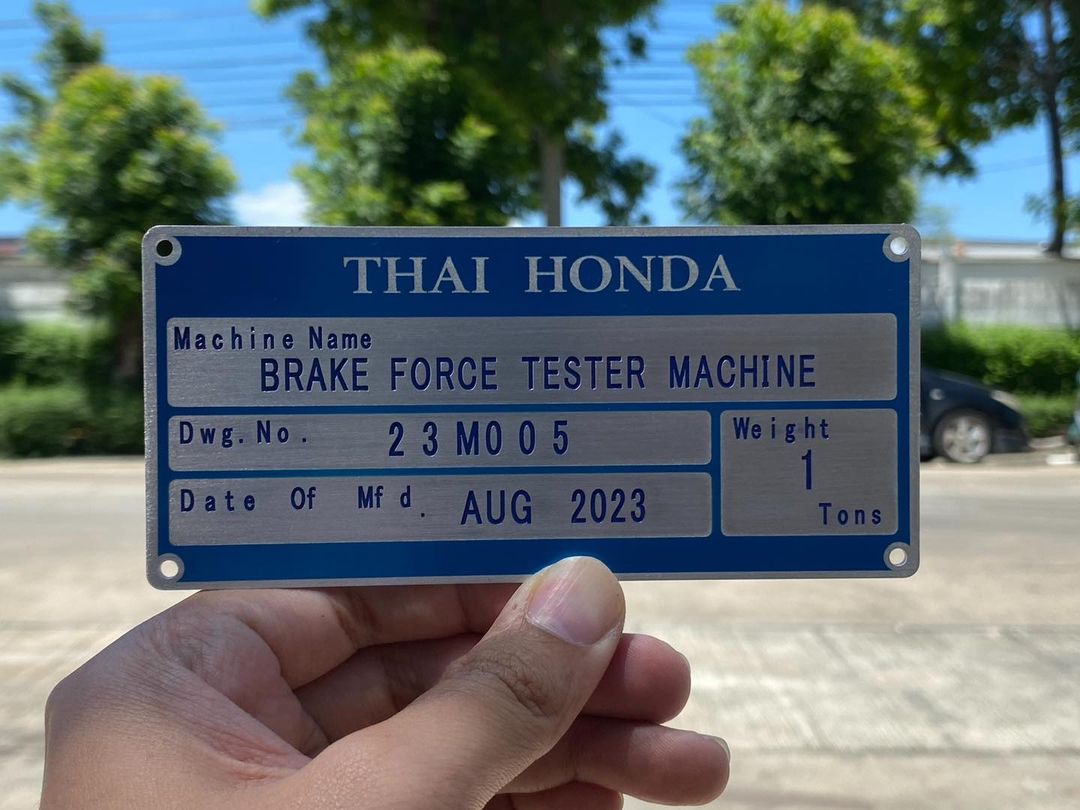 THAI HONDA
Machine Name
BRAKE FORCE TESTER MACHINE
Dwg.No. 23M005
Weight
1
Tons
Date Of Mfd. AUG 2023